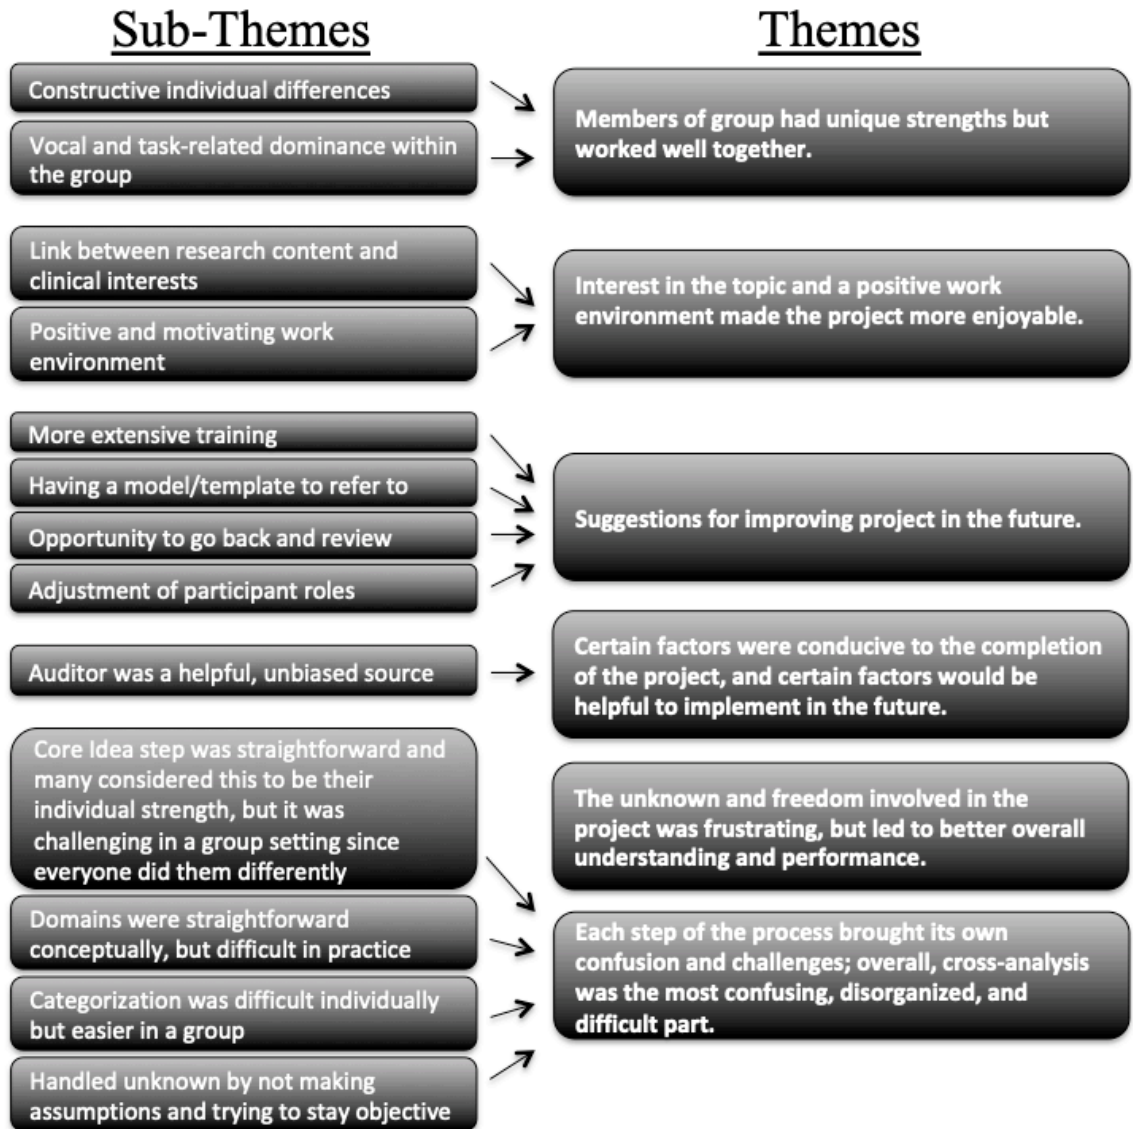 Sub-Themes
Themes
Constructive individual differences
Vocal and task-related dominance within
the group
Members of group had unique strengths but
worked well together.
Link between research content and
clinical interests
Positive and motivating work
environment
Interest in the topic and a positive work
environment made the project more enjoyable.
More extensive training
Having a model/template to refer to
Opportunity to go back and review
Adjustment of participant roles
Suggestions for improving project in the future.
Auditor was a helpful, unbiased source
Certain factors were conducive to the completion
of the project, and certain factors would be
helpful to implement in the future.
Core Idea step was straightforward and
many considered this to be their
individual strength, but it was
challenging in a group setting since
everyone did them differently
The unknown and freedom involved in the
project was frustrating, but led to better overall
understanding and performance.
Domains were straightforward
conceptually, but difficult in practice
Categorization was difficult individually
but easier in a group
Handled unknown by not making
assumptions and trying to stay objective
Each step of the process brought its own
confusion and challenges; overall, cross-analysis
was the most confusing, disorganized, and
difficult part.